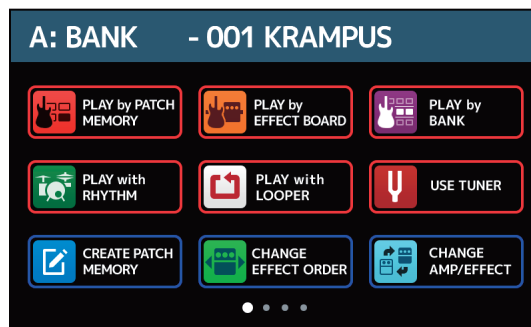 A: BANK - 001 KRAMPUS
PLAY by PATCH
MEMORY
PLAY by
EFFECT BOARD
PLAY by
BANK
PLAY with
RHYTHM
PLAY with
LOOPER
USE TUNER
CREATE PATCH
MEMORY
CHANGE
EFFECT ORDER
CHANGE
AMP/EFFECT